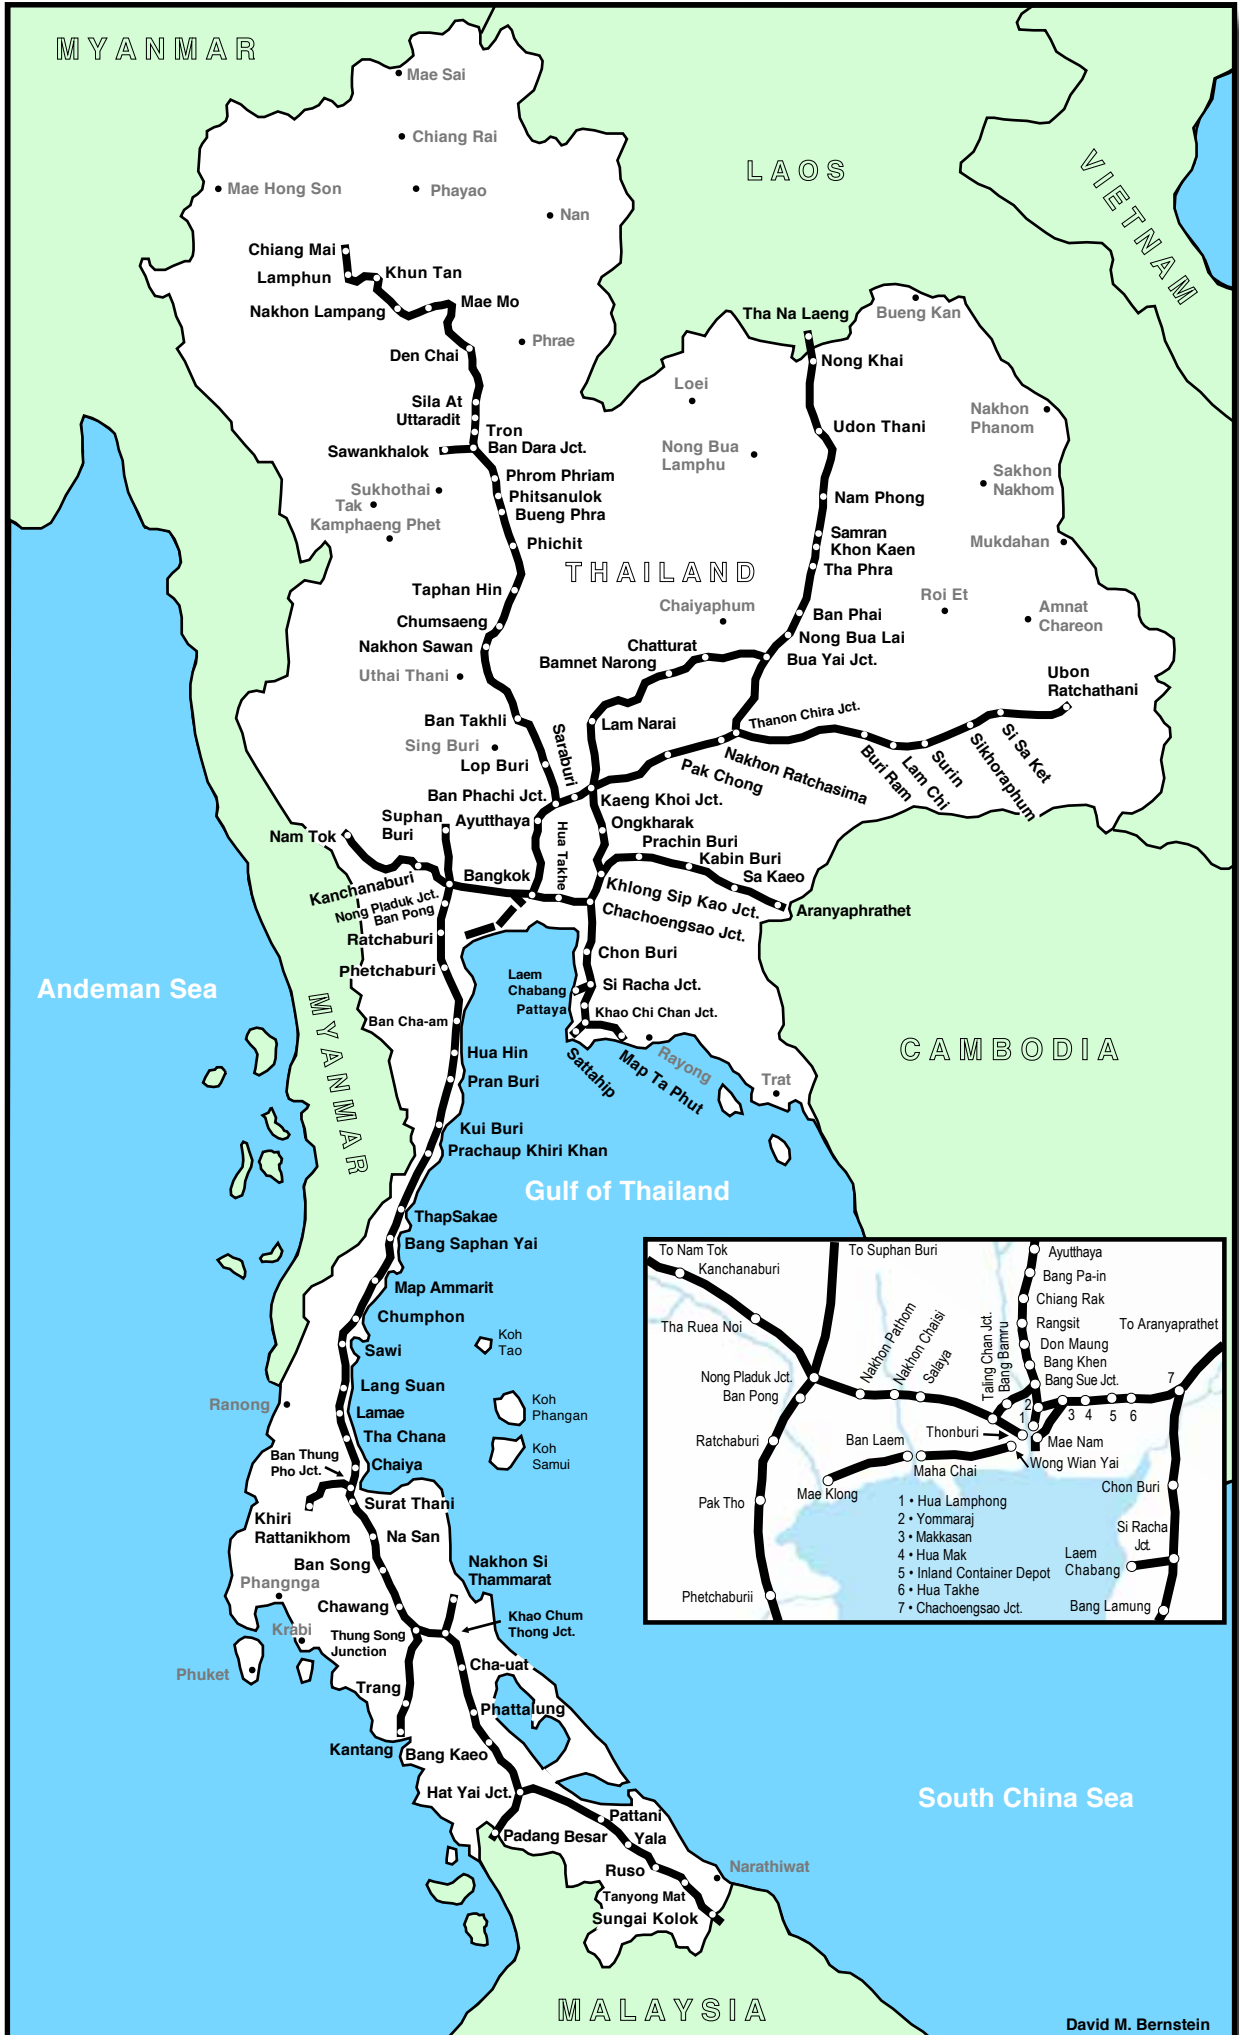 MYANMAR
Mae Sai
Chiang Rai
LAOS
VIETNAM
Mae Hong Son
Phayao
Nan
Chiang Mai
Lamphun
Khun Tan
Nakhon Lampang
Mae Mo
Den Chai
Phrae
Tha Na Laeng
Bueng Kan
Nong Khai
Loei
Sila At
Uttaradit
Tron
Sawankhalok
Ban Dara Jct.
Udon Thani
Nakhon
Phanom
Nong Bua
Lamphu
Phrom Phriam
Phitsanulok
Bueng Phra
Sukhothai
Tak
Kamphaeng Phet
Nam Phong
Sakhon
Nakhom
Phichit
Samran
Khon Kaen
Tha Phra
Mukdahan
THAILAND
Taphan Hin
Chaiyaphum
Roi Et
Amnat
Chareon
Chumsaeng
Nakhon Sawan
Ban Phai
Nong Bua Lai
Bua Yai Jct.
Chatturat
Bamnet Narong
Uthai Thani
Ubon
Ratchathani
Ban Takhli
Sing Buri
Lop Buri
Saraburi
Lam Narai
Thanon Chira Jct.
Nakhon Ratchasima
Pak Chong
Buri Ram
Lam Chi
Surin
Sikhoraphum
Si Sa Ket
Ban Phachi Jct.
Kaeng Khoi Jct.
Suphan
Buri
Ayutthaya
Ongkharak
Nam Tok
Hua Takhe
Prachin Buri
Kabin Buri
Sa Kaeo
Aranyaphrathet
Kanchanaburi
Bangkok
Khlong Sip Kao Jct.
Chachoengsao Jct.
Nong Pladuk Jct.
Ban Pong
Ratchaburi
Phetchaburi
Chon Buri
Laem
Chabang
Si Racha Jct.
Pattaya
Khao Chi Chan Jct.
Andeman Sea
MYANMAR
Ban Cha-am
Hua Hin
Pran Buri
Sattahip
Map Ta Phut
Rayong
Trat
CAMBODIA
Kui Buri
Prachaup Khiri Khan
Gulf of Thailand
ThapSakae
Bang Saphan Yai
Map Ammarit
Chumphon
Sawi
Koh
Tao
Lang Suan
Ranong
Lamae
Koh
Phangan
Tha Chana
Koh
Samui
Ban Thung
Pho Jct.
Chaiya
Surat Thani
Khiri
Rattanikhom
Na San
Ban Song
Nakhon Si
Thammarat
Phangnga
Chawang
Khao Chum
Thong Jct.
Krabi
Thung Song
Junction
Phuket
Cha-uat
Trang
Phattalung
Kantang
Bang Kaeo
Hat Yai Jct.
Pattani
Padang Besar
Yala
Ruso
Narathiwat
Tanyong Mat
Sungai Kolok
South China Sea
MALAYSIA
David M. Bernstein
To Nam Tok
Kanchanaburi
To Suphan Buri
Ayutthaya
Bang Pa-in
Chiang Rak
Rangsit
To Aranyaprathet
Tha Ruea Noi
Don Maung
Bang Khen
Bang Sue Jct.
Nakhon Pathom
Nakhon Chaisi
Salaya
Taling Chan Jct.
Bang Bamru
Nong Pladuk Jct.
Ban Pong
7
2
1
3
4
5
6
Thonburi
Ratchaburi
Ban Laem
Mae Nam
Wong Wian Yai
Maha Chai
Mae Klong
Chon Buri
Pak Tho
1 • Hua Lamphong
2 • Yommaraj
3 • Makkasan
4 • Hua Mak
5 • Inland Container Depot
6 • Hua Takhe
7 • Chachoengsao Jct.
Si Racha
Jct.
Laem
Chabang
Phetchaburii
Bang Lamung